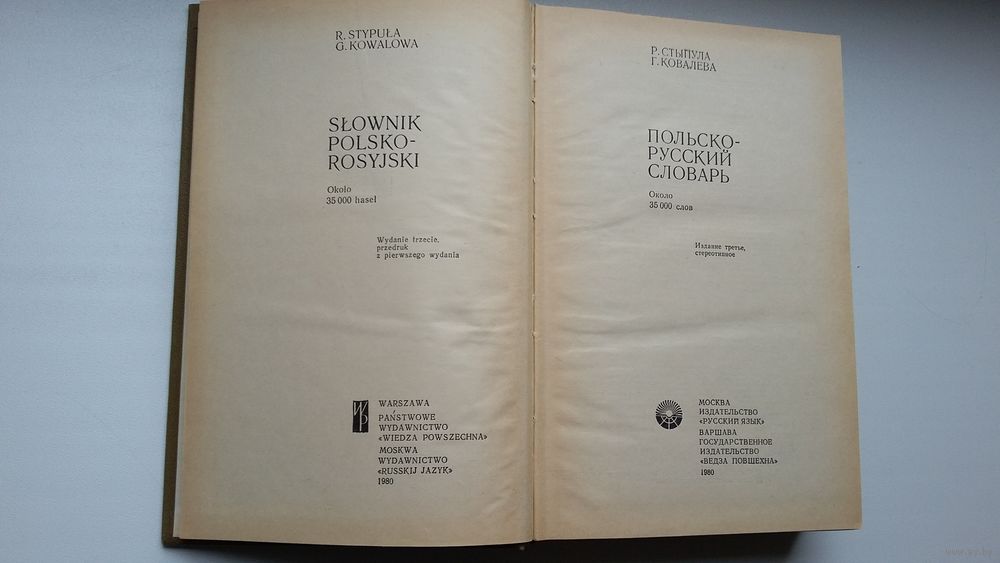 R. STYPUŁA
G. KOWALOWA
SŁOWNIK
POLSKO-
ROSYJSKI
Około
35 000 haseł
Wydanie trzecie,
przedruk
z pierwszego wydania
WP
WARSZAWA
PAŃSTWOWE
WYDAWNICTWO
«WIEDZA POWSZECHNA»
MOSKWA
WYDAWNICTWO
«RUSSKIJ JAZYK»
1980
Р. СТЫПУЛА
Г. КОВАЛЕВА
ПОЛЬСКО-
РУССКИЙ
СЛОВАРЬ
Около
35 000 слов
Издание третье,
стереотипное
МОСКВА
ИЗДАТЕЛЬСТВО
«РУССКИЙ ЯЗЫК»
ВАРШАВА
ГОСУДАРСТВЕННОЕ
ИЗДАТЕЛЬСТВО
«ВЕДЗА ПОВШЕХНА»
1980